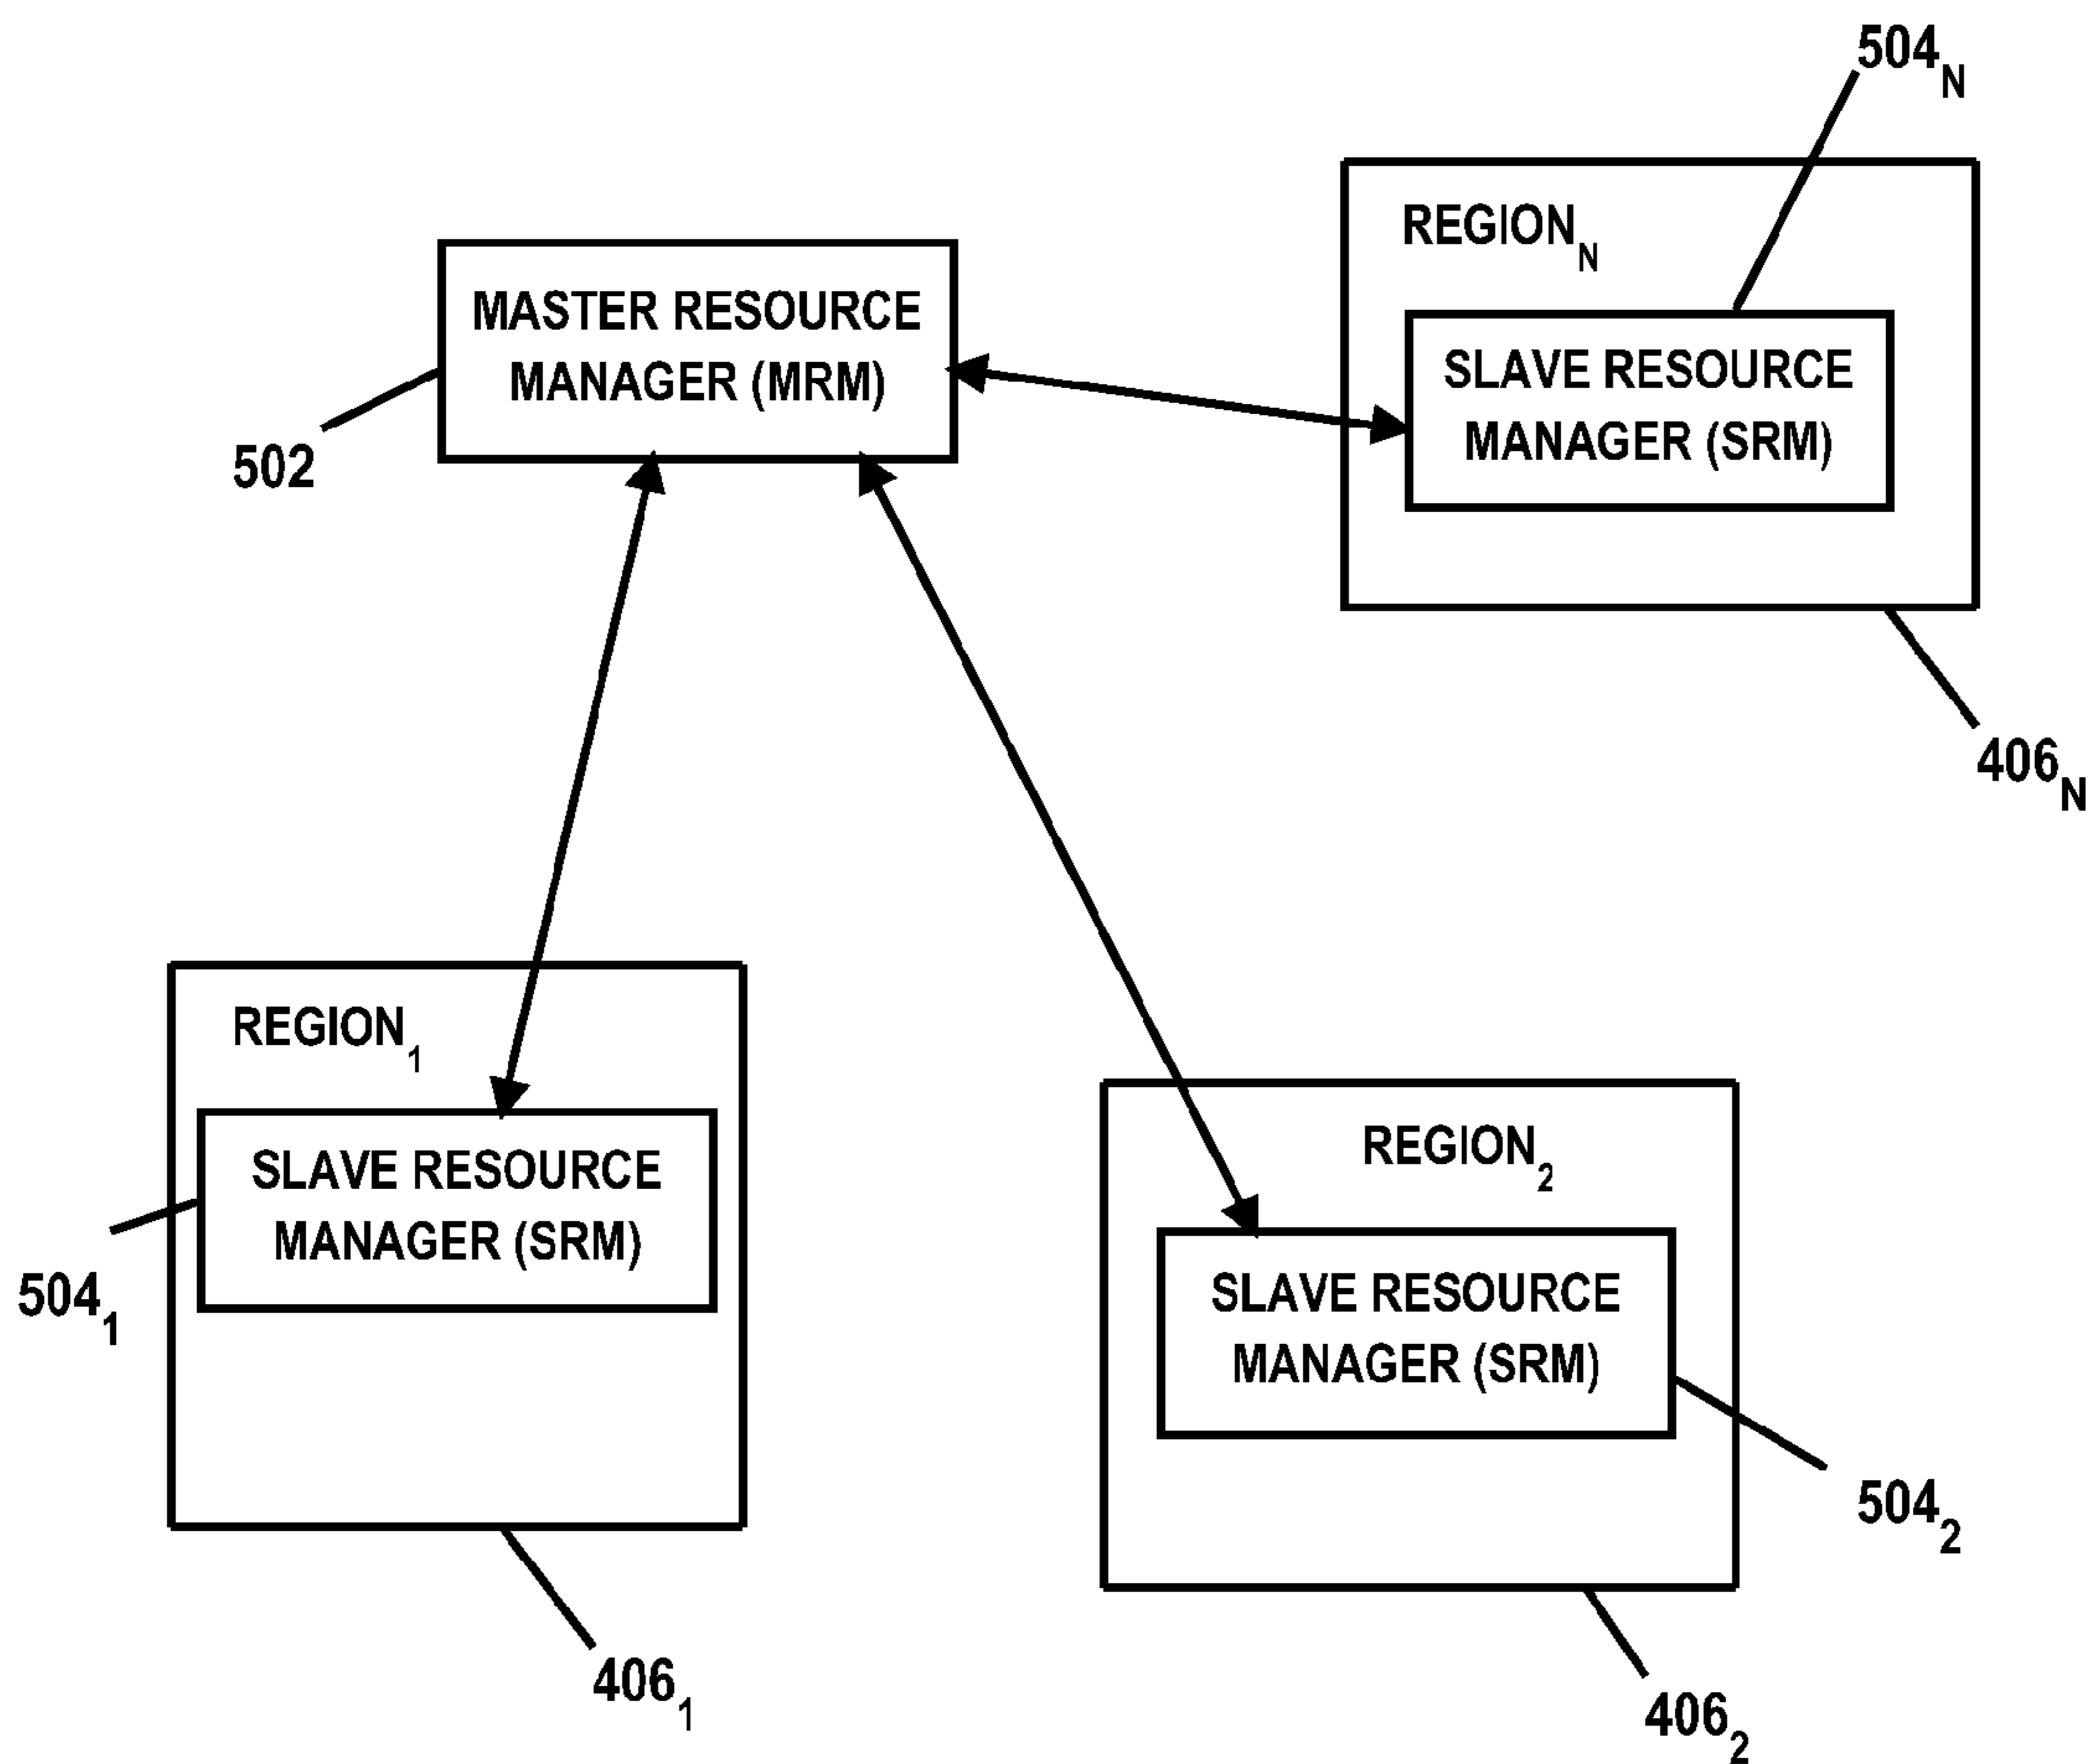 504N
REGIONN
MASTER RESOURCE
MANAGER (MRM)
SLAVE RESOURCE
MANAGER (SRM)
502
406N
REGION1
SLAVE RESOURCE
MANAGER (SRM)
5041
4061
REGION2
SLAVE RESOURCE
MANAGER (SRM)
5042
4062